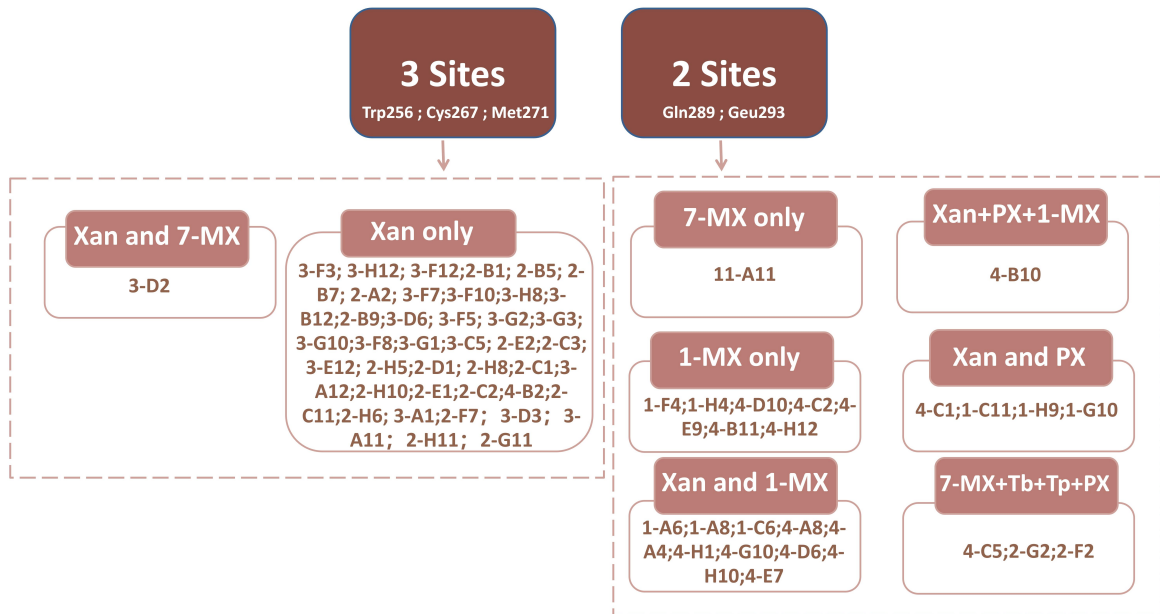 3 Sites
Trp256 ; Cys267 ; Met271
2 Sites
Gln289 ; Geu293
Xan and 7-MX
3-D2
Xan only
3-F3; 3-H12; 3-F12;2-B1; 2-B5; 2-
B7; 2-A2; 3-F7;3-F10;3-H8;3-
B12;2-B9;3-D6; 3-F5; 3-G2;3-G3;
3-G10;3-F8;3-G1;3-C5; 2-E2;2-C3;
3-E12; 2-H5;2-D1; 2-H8;2-C1;3-
A12;2-H10;2-E1;2-C2;4-B2;2-
C11;2-H6; 3-A1;2-F7； 3-D3； 3-
A11； 2-H11； 2-G11
7-MX only
11-A11
Xan+PX+1-MX
4-B10
1-MX only
1-F4;1-H4;4-D10;4-C2;4-
E9;4-B11;4-H12
Xan and PX
4-C1;1-C11;1-H9;1-G10
Xan and 1-MX
1-A6;1-A8;1-C6;4-A8;4-
A4;4-H1;4-G10;4-D6;4-
H10;4-E7
7-MX+Tb+Tp+PX
4-C5;2-G2;2-F2